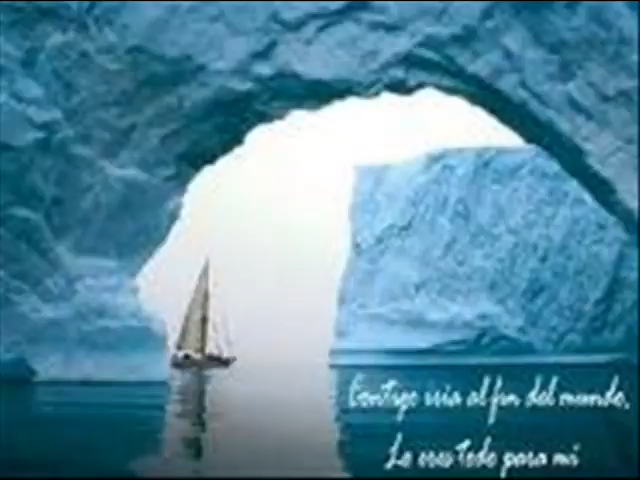 Contigo iria al fin del mundo,
Lo eres todo para mi